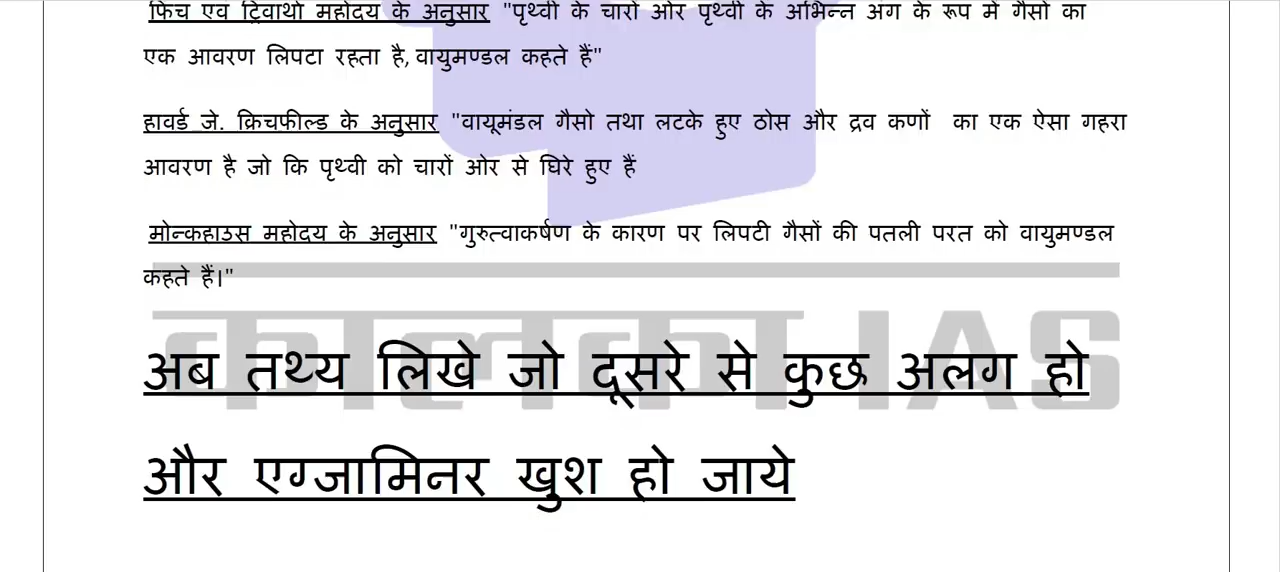 फिंच एवं ट्रिवार्था महोदय के अनुसार "पृथ्वी के चारों ओर पृथ्वी के अभिन्न अंग के रूप में गैसों का
एक आवरण लिपटा रहता है, वायुमण्डल कहते हैं"
हावर्ड जे. क्रिचफील्ड के अनुसार "वायूमंडल गैसो तथा लटके हुए ठोस और द्रव कणों का एक ऐसा गहरा
आवरण है जो कि पृथ्वी को चारों ओर से घिरे हुए हैं
मोन्कहाउस महोदय के अनुसार "गुरुत्वाकर्षण के कारण पर लिपटी गैसों की पतली परत को वायुमण्डल
कहते हैं।"
कालका IAS
अब तथ्य लिखे जो दूसरे से कुछ अलग हो
और एग्जामिनर खुश हो जाये